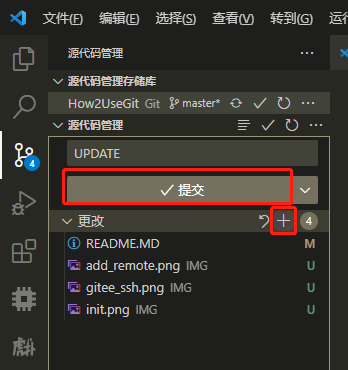 文件(F) 编辑(E) 选择(S) 查看(V) 转到(G) 运行
源代码管理
源代码管理存储库
How2UseGit Git master*
源代码管理
UPDATE
提交
更改 4
README.MD M
add_remote.png IMG U
gitee_ssh.png IMG U
init.png IMG U
4
麒